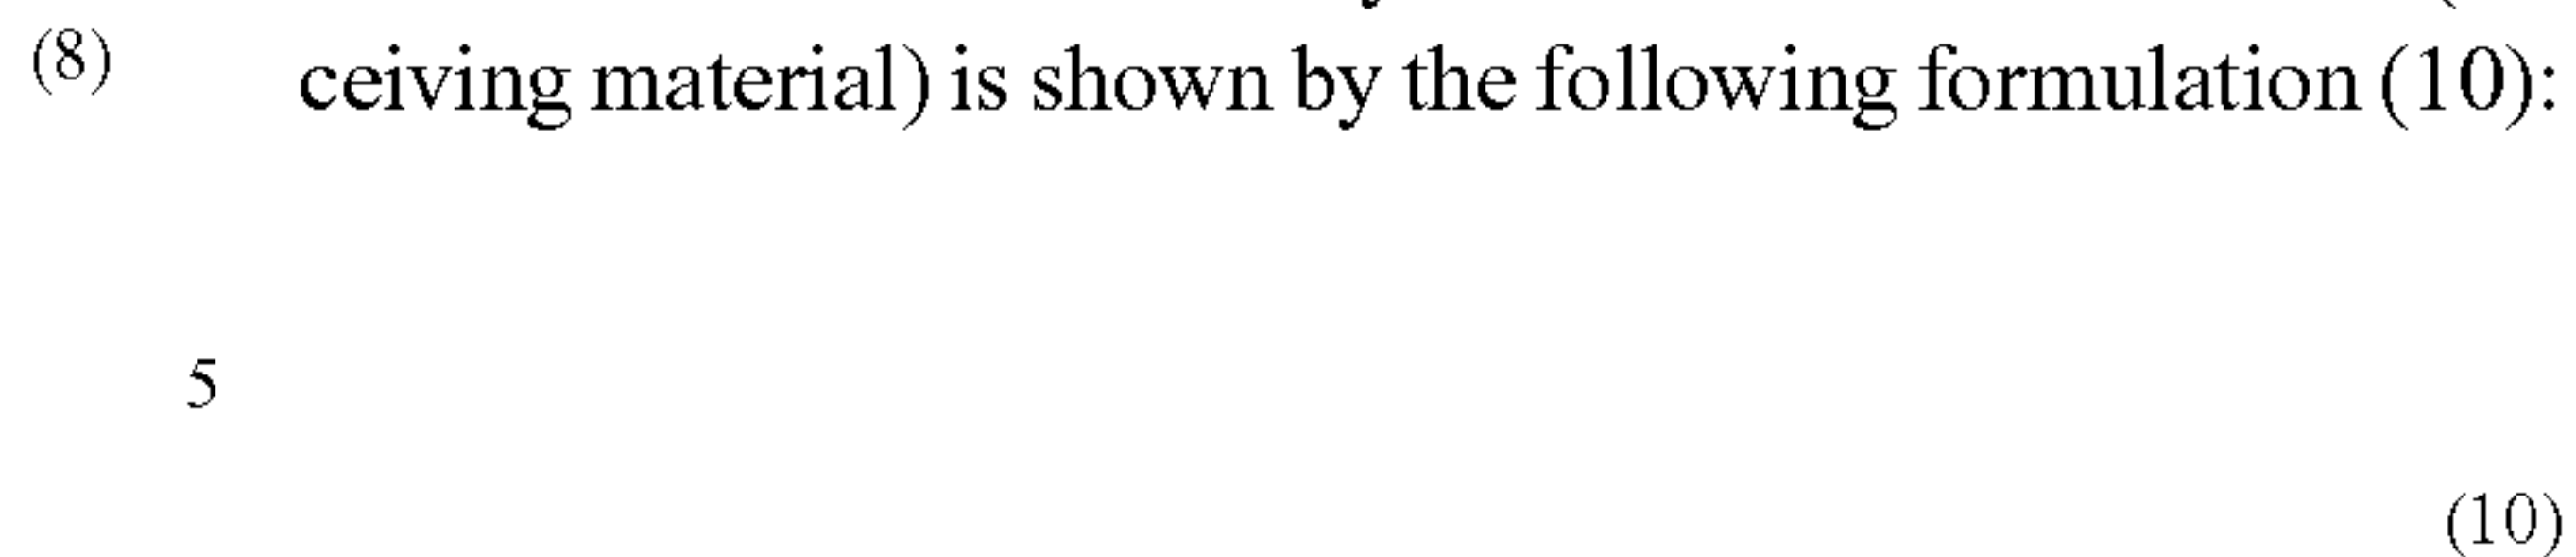 (8) ceiving material) is shown by the following formulation (10):
5
(10)